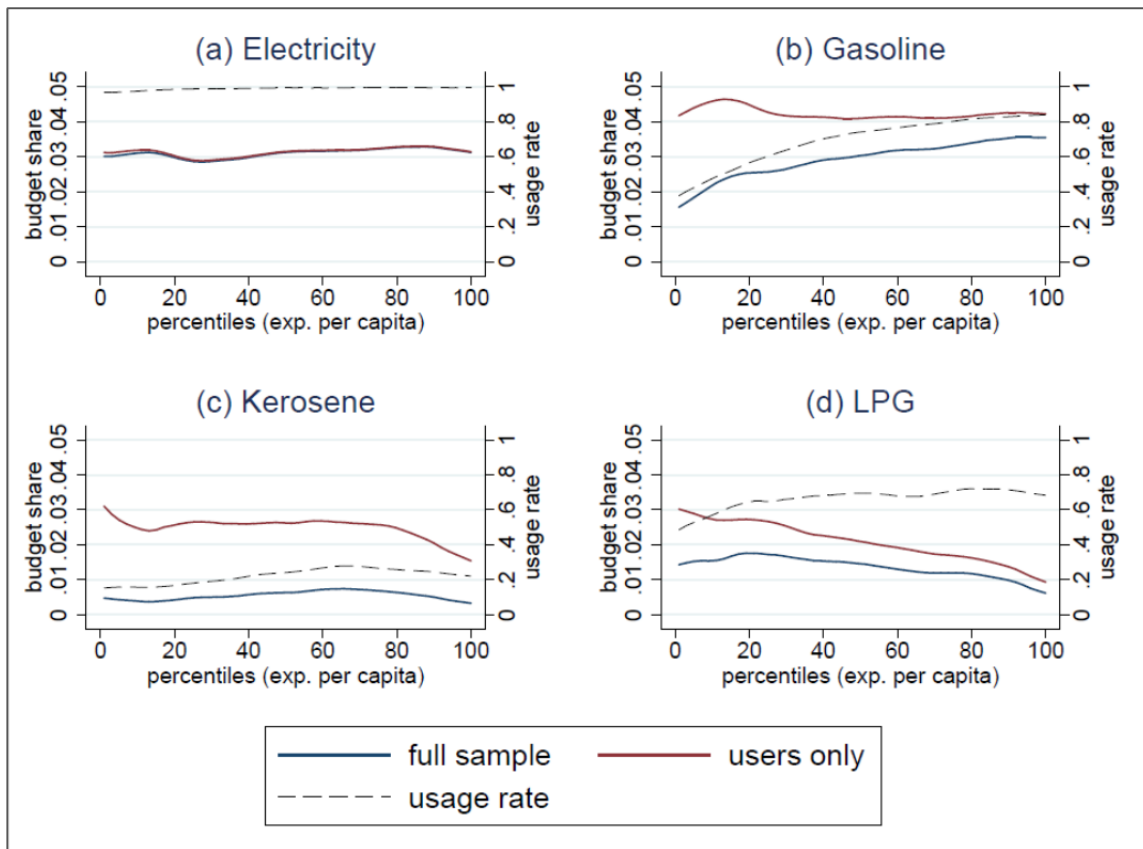 (a) Electricity
budget share
0 .01 .02 .03 .04 .05
usage rate
0 .2 .4 .6 .8 1
0 20 40 60 80 100
percentiles (exp. per capita)
(b) Gasoline
budget share
0 .01 .02 .03 .04 .05
usage rate
0 .2 .4 .6 .8 1
0 20 40 60 80 100
percentiles (exp. per capita)
(c) Kerosene
budget share
0 .01 .02 .03 .04 .05
usage rate
0 .2 .4 .6 .8 1
0 20 40 60 80 100
percentiles (exp. per capita)
(d) LPG
budget share
0 .01 .02 .03 .04 .05
usage rate
0 .2 .4 .6 .8 1
0 20 40 60 80 100
percentiles (exp. per capita)
full sample
users only
usage rate